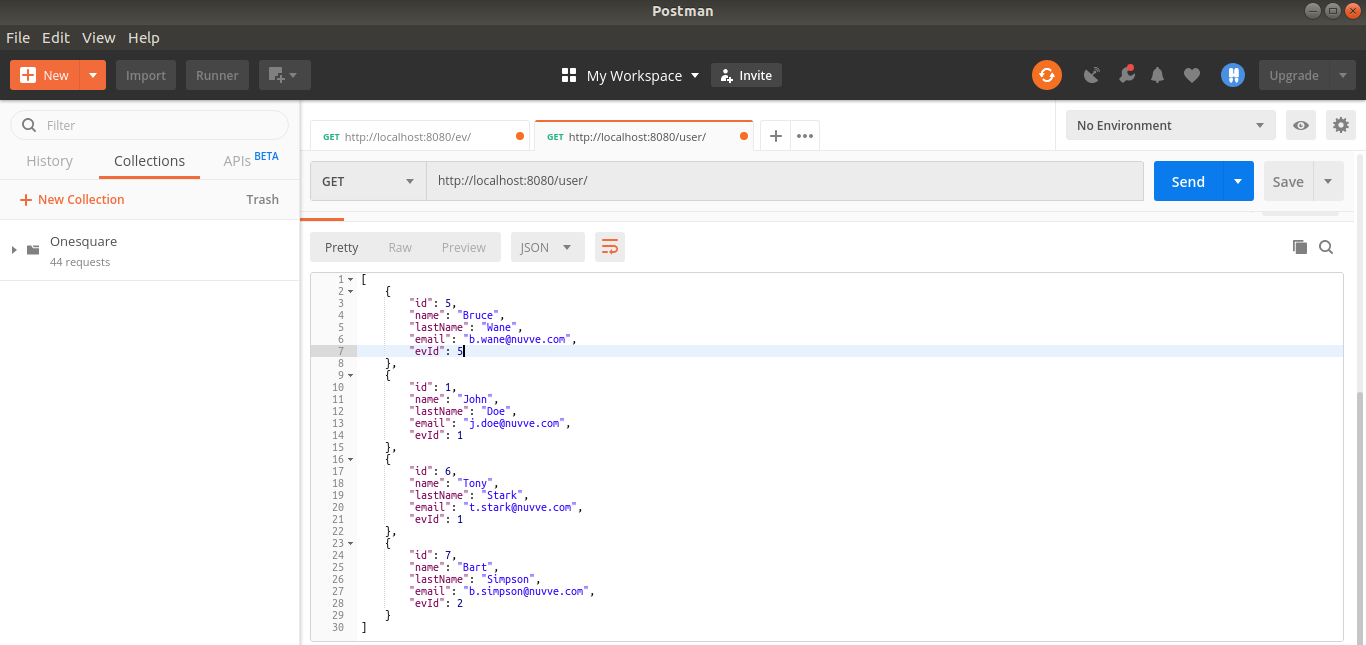 Postman
File Edit View Help
New Import Runner My Workspace Invite Upgrade
Filter
History Collections APIs BETA
New Collection Trash
Onesquare
44 requests
GET http://localhost:8080/ev/ GET http://localhost:8080/user/ No Environment
GET http://localhost:8080/user/ Send Save
Pretty Raw Preview JSON
1 [
2 {
3 "id": 5,
4 "name": "Bruce",
5 "lastName": "Wane",
6 "email": "b.wane@nuvve.com",
7 "evId": 5
8 },
9 {
10 "id": 1,
11 "name": "John",
12 "lastName": "Doe",
13 "email": "j.doe@nuvve.com",
14 "evId": 1
15 },
16 {
17 "id": 6,
18 "name": "Tony",
19 "lastName": "Stark",
20 "email": "t.stark@nuvve.com",
21 "evId": 1
22 },
23 {
24 "id": 7,
25 "name": "Bart",
26 "lastName": "Simpson",
27 "email": "b.simpson@nuvve.com",
28 "evId": 2
29 }
30 ]